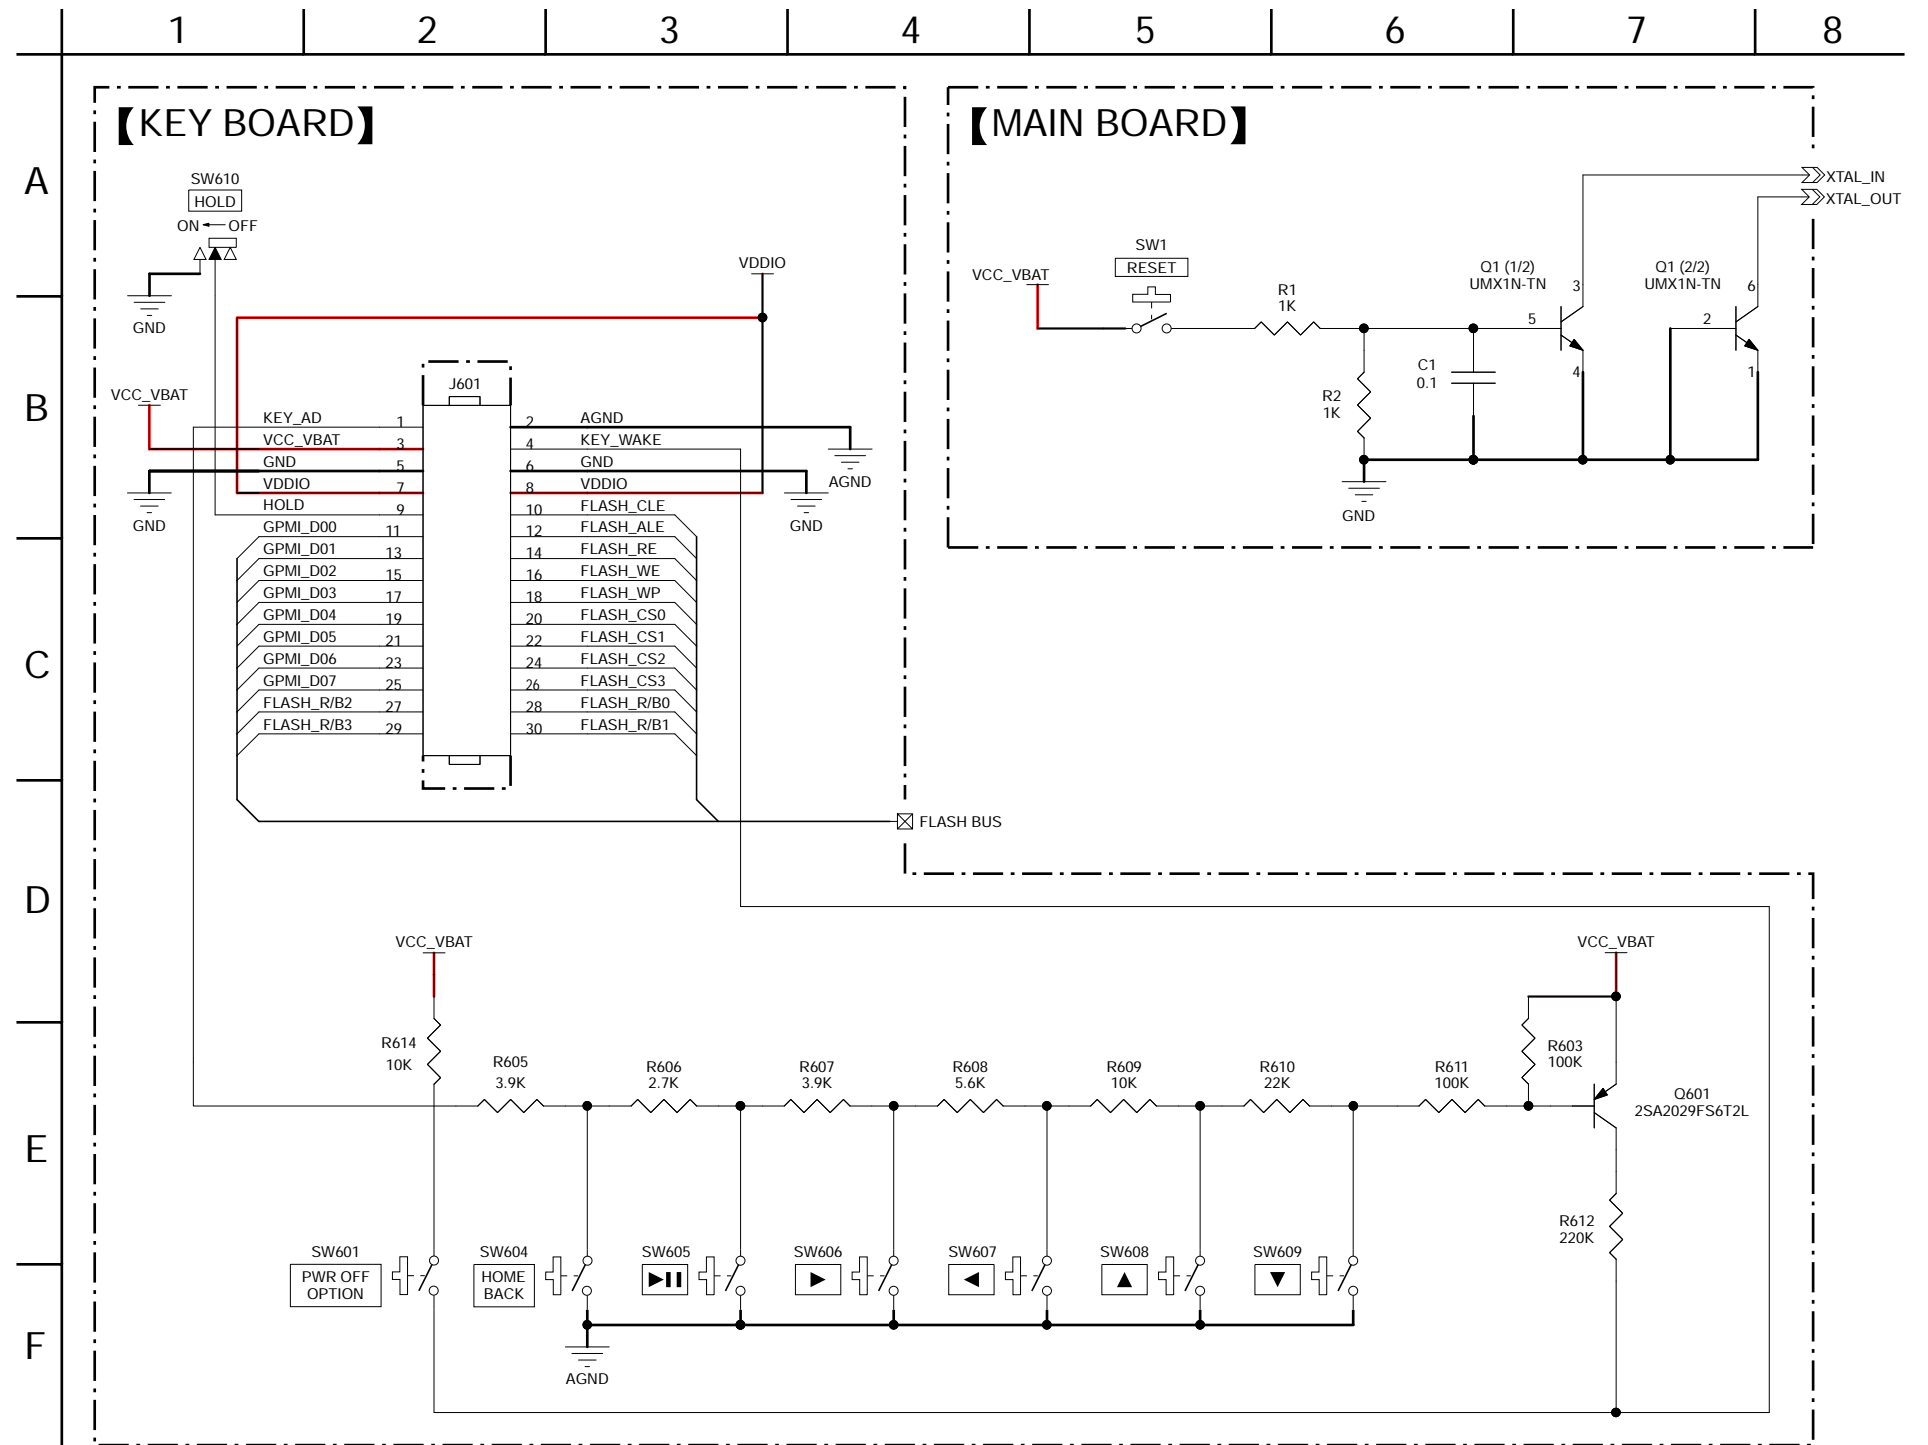 1 2 3 4 5 6 7 8
A
B
C
D
E
F
【KEY BOARD】
SW610
HOLD
ON OFF
GND
VDDIO
VCC_VBAT
GND
J601
KEY_AD 1 2 AGND
VCC_VBAT 3 4 KEY_WAKE
GND 5 6 GND
VDDIO 7 8 VDDIO
HOLD 9 10 FLASH_CLE
GPMI_D00 11 12 FLASH_ALE
GPMI_D01 13 14 FLASH_RE
GPMI_D02 15 16 FLASH_WE
GPMI_D03 17 18 FLASH_WP
GPMI_D04 19 20 FLASH_CS0
GPMI_D05 21 22 FLASH_CS1
GPMI_D06 23 24 FLASH_CS2
GPMI_D07 25 26 FLASH_CS3
FLASH_R/B2 27 28 FLASH_R/B0
FLASH_R/B3 29 30 FLASH_R/B1
AGND
GND
FLASH BUS
【MAIN BOARD】
XTAL_IN
XTAL_OUT
VCC_VBAT
SW1
RESET
R1
1K
R2
1K
C1
0.1
Q1 (1/2)
UMX1N-TN
3
5
4
Q1 (2/2)
UMX1N-TN
6
2
1
GND
VCC_VBAT
R614
10K
R605
3.9K
R606
2.7K
R607
3.9K
R608
5.6K
R609
10K
R610
22K
R611
100K
VCC_VBAT
R603
100K
Q601
2SA2029FS6T2L
R612
220K
SW601
PWR OFF
OPTION
SW604
HOME
BACK
SW605
SW606
SW607
SW608
SW609
AGND